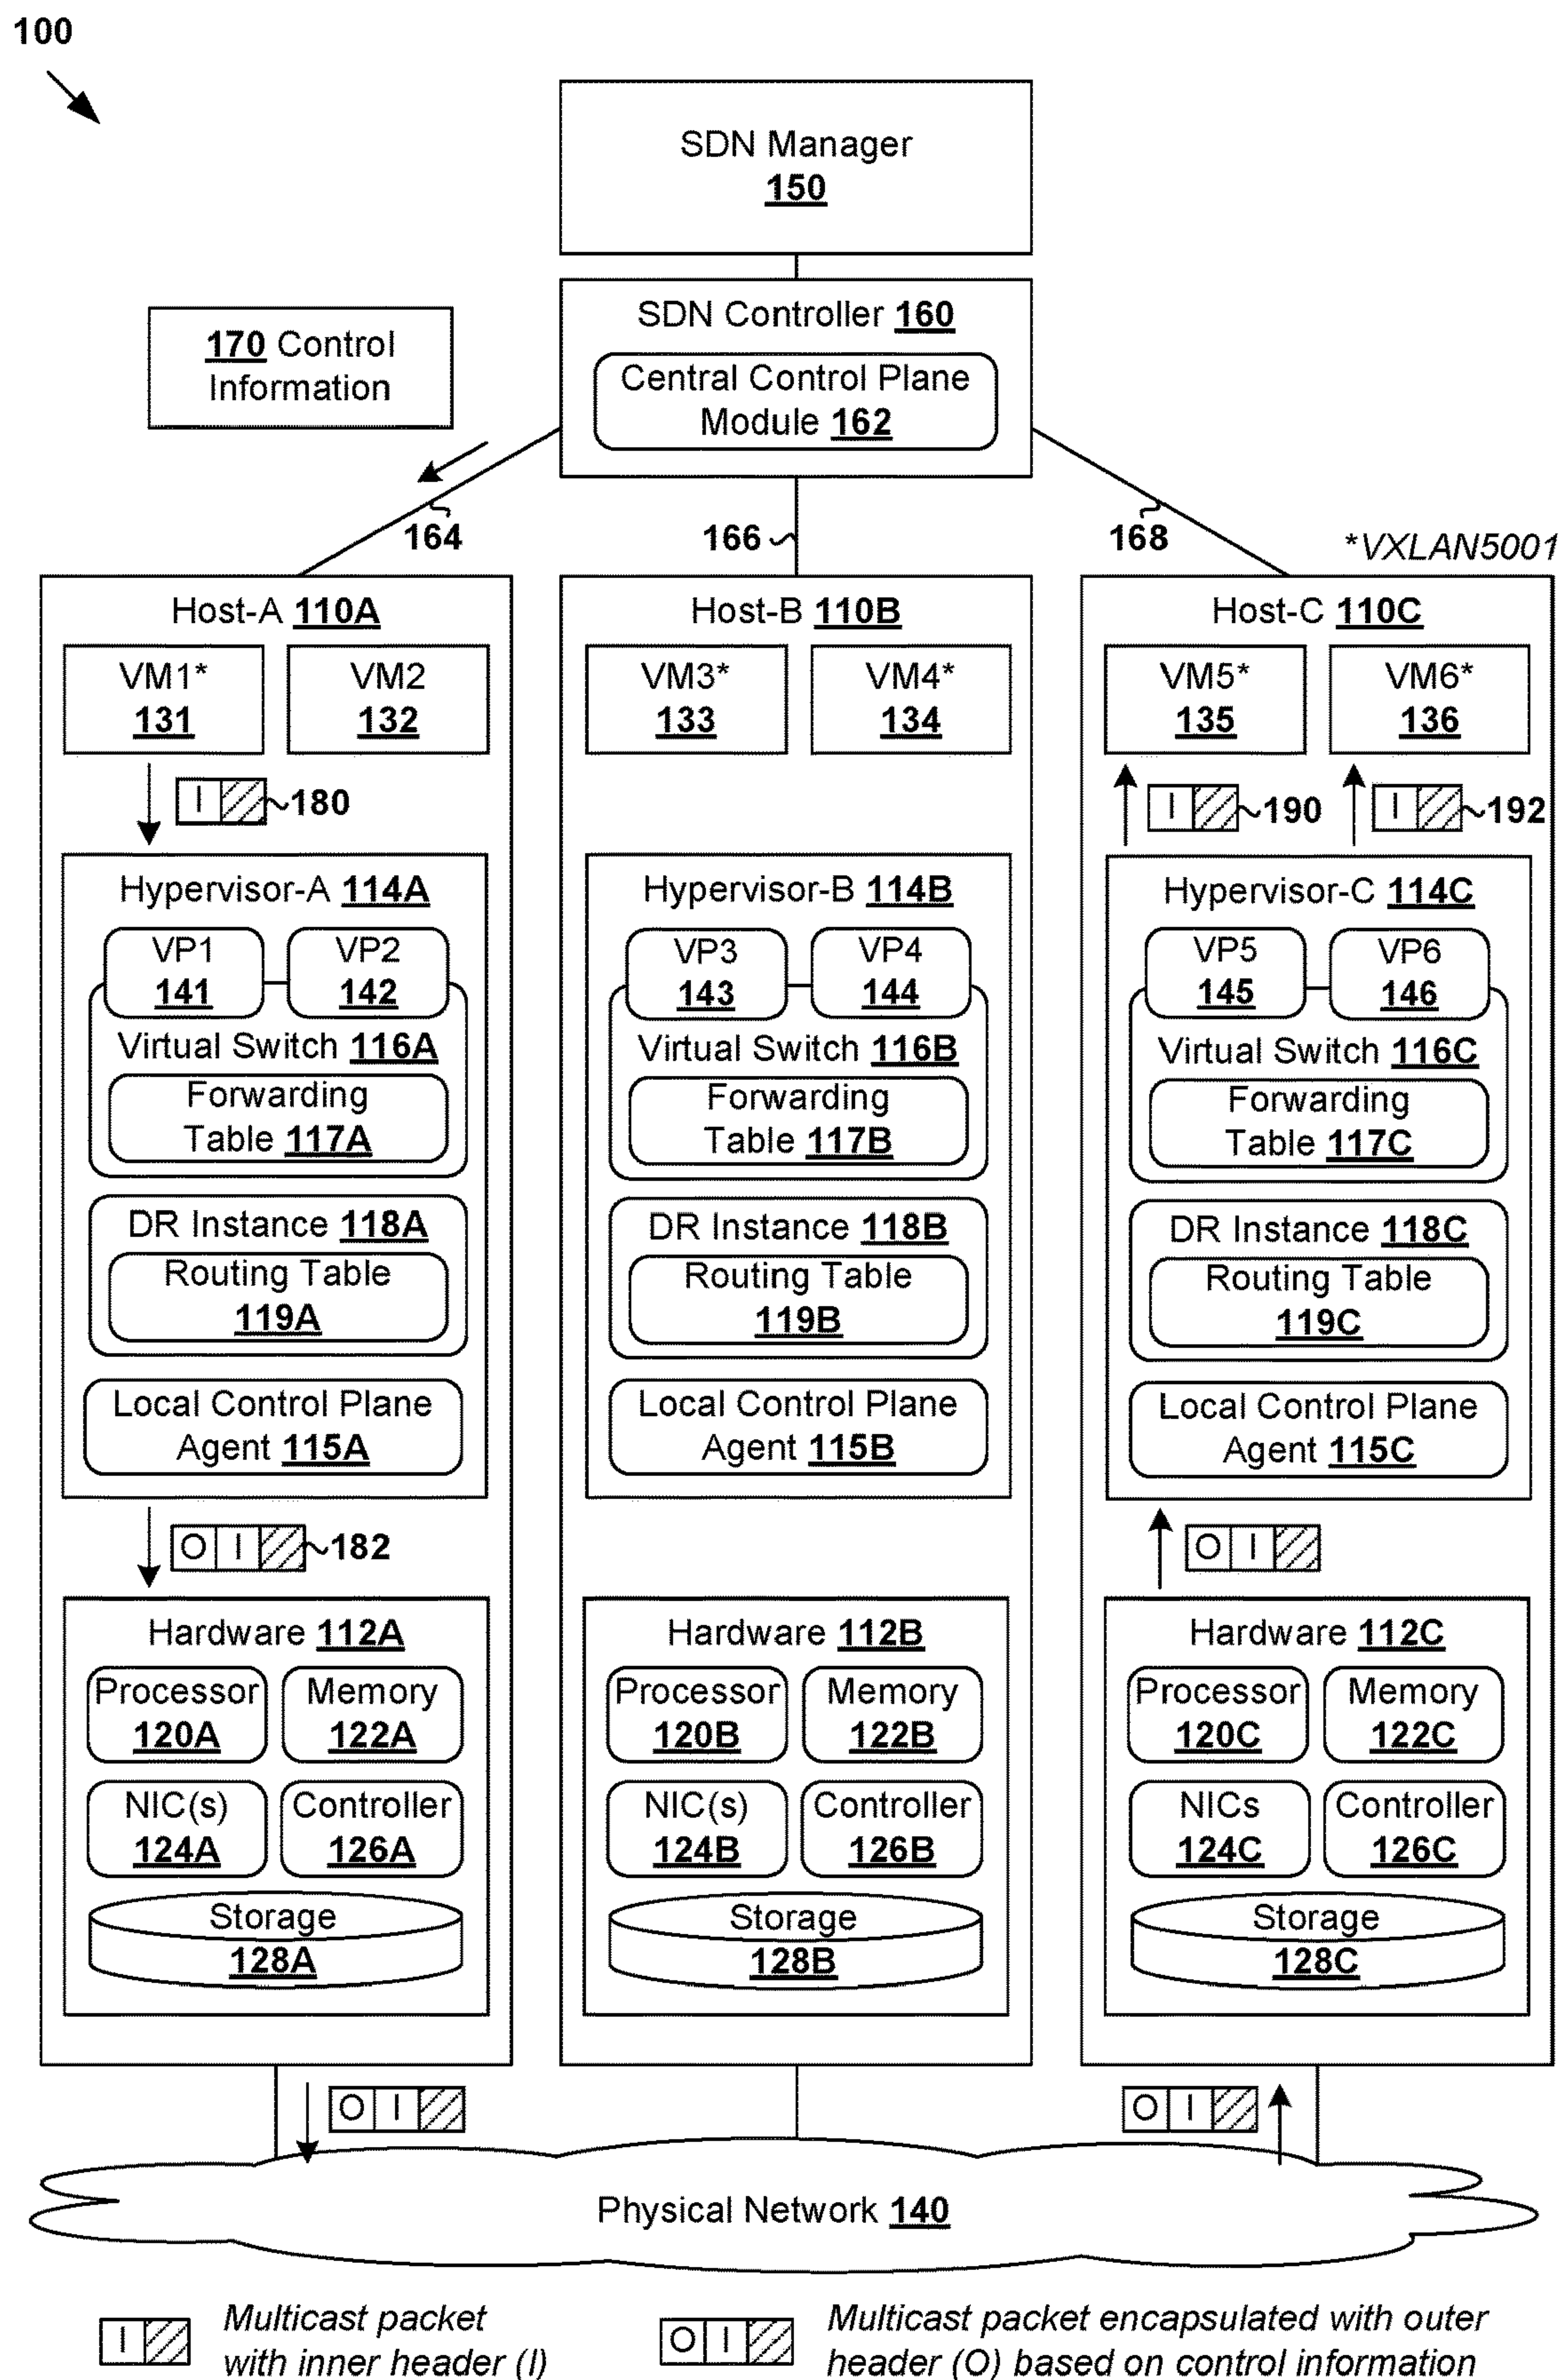 100
SDN Manager
150
SDN Controller 160
Central Control Plane
Module 162
170 Control
Information
164
166
168
*VXLAN5001
Host-A 110A
VM1*
131
VM2
132
I
180
Hypervisor-A 114A
VP1
141
VP2
142
Virtual Switch 116A
Forwarding
Table 117A
DR Instance 118A
Routing Table
119A
Local Control Plane
Agent 115A
O I
182
Hardware 112A
Processor
120A
Memory
122A
NIC(s)
124A
Controller
126A
Storage
128A
Host-B 110B
VM3*
133
VM4*
134
Hypervisor-B 114B
VP3
143
VP4
144
Virtual Switch 116B
Forwarding
Table 117B
DR Instance 118B
Routing Table
119B
Local Control Plane
Agent 115B
Hardware 112B
Processor
120B
Memory
122B
NIC(s)
124B
Controller
126B
Storage
128B
Host-C 110C
VM5*
135
VM6*
136
I
190
I
192
Hypervisor-C 114C
VP5
145
VP6
146
Virtual Switch 116C
Forwarding
Table 117C
DR Instance 118C
Routing Table
119C
Local Control Plane
Agent 115C
O I
Hardware 112C
Processor
120C
Memory
122C
NICs
124C
Controller
126C
Storage
128C
O I
O I
Physical Network 140
I
Multicast packet
with inner header (I)
O I
Multicast packet encapsulated with outer
header (O) based on control information